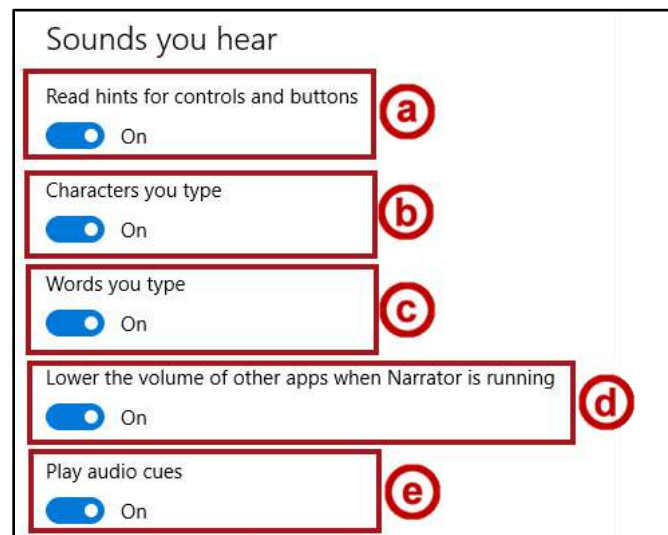 Sounds you hear
Read hints for controls and buttons
a
On
Characters you type
b
On
Words you type
c
On
Lower the volume of other apps when Narrator is running
d
On
Play audio cues
e
On